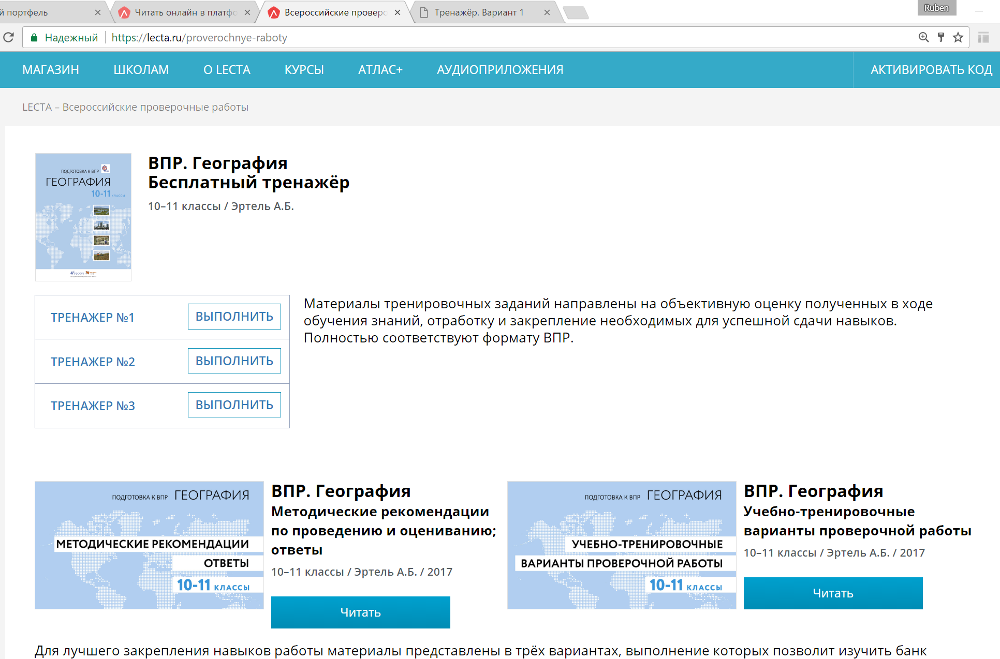 й портфель
Читать онлайн в платфо
Всероссийские провероч
Тренажёр. Вариант 1
Ruben
Надежный
https://lecta.ru/proverochnye-raboty
МАГАЗИН
ШКОЛАМ
О LECTA
КУРСЫ
АТЛАС+
АУДИОПРИЛОЖЕНИЯ
АКТИВИРОВАТЬ КОД
LECTA – Всероссийские проверочные работы
ПОДГОТОВКА К ВПР
ГЕОГРАФИЯ
10-11 КЛАССЫ
ВПР. География
Бесплатный тренажёр
10–11 классы / Эртель А.Б.
ТРЕНАЖЕР №1
ВЫПОЛНИТЬ
ТРЕНАЖЕР №2
ВЫПОЛНИТЬ
ТРЕНАЖЕР №3
ВЫПОЛНИТЬ
Материалы тренировочных заданий направлены на объективную оценку полученных в ходе
обучения знаний, отработку и закрепление необходимых для успешной сдачи навыков.
Полностью соответствуют формату ВПР.
ПОДГОТОВКА К ВПР ГЕОГРАФИЯ
МЕТОДИЧЕСКИЕ РЕКОМЕНДАЦИИ
ОТВЕТЫ
10-11 КЛАССЫ
ВПР. География
Методические рекомендации
по проведению и оцениванию;
ответы
10–11 классы / Эртель А.Б. / 2017
Читать
ПОДГОТОВКА К ВПР ГЕОГРАФИЯ
УЧЕБНО-ТРЕНИРОВОЧНЫЕ
ВАРИАНТЫ ПРОВЕРОЧНОЙ РАБОТЫ
10-11 КЛАССЫ
ВПР. География
Учебно-тренировочные
варианты проверочной работы
10–11 классы / Эртель А.Б. / 2017
Читать
Для лучшего закрепления навыков работы материалы представлены в трёх вариантах, выполнение которых позволит изучить банк